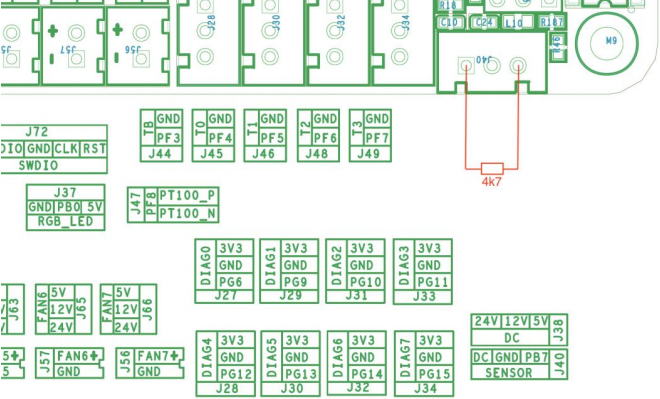 R18
C10 C24 L10 R187
R46
M9
J28 J30 J32 J34
J57 J56
J40
4k7
J72
DIO GND CLK RST
SWDIO
TB GND
PF3
J44
T0 GND
PF4
J45
T1 GND
PF5
J46
T2 GND
PF6
J48
T3 GND
PF7
J49
J37
GND PB0 5V
RGB_LED
J47 PF8 PT100_P
PT100_N
DIAG0 3V3
GND
PG6
J27
DIAG1 3V3
GND
PG9
J29
DIAG2 3V3
GND
PG10
J31
DIAG3 3V3
GND
PG11
J33
J63
FAN6 5V
12V
24V
J65
FAN7 5V
12V
24V
J66
24V 12V 5V
DC
J38
DC GND PB7
SENSOR
J40
5+
5
J57 FAN6+
GND
J56 FAN7+
GND
DIAG4 3V3
GND
PG12
J28
DIAG5 3V3
GND
PG13
J30
DIAG6 3V3
GND
PG14
J32
DIAG7 3V3
GND
PG15
J34